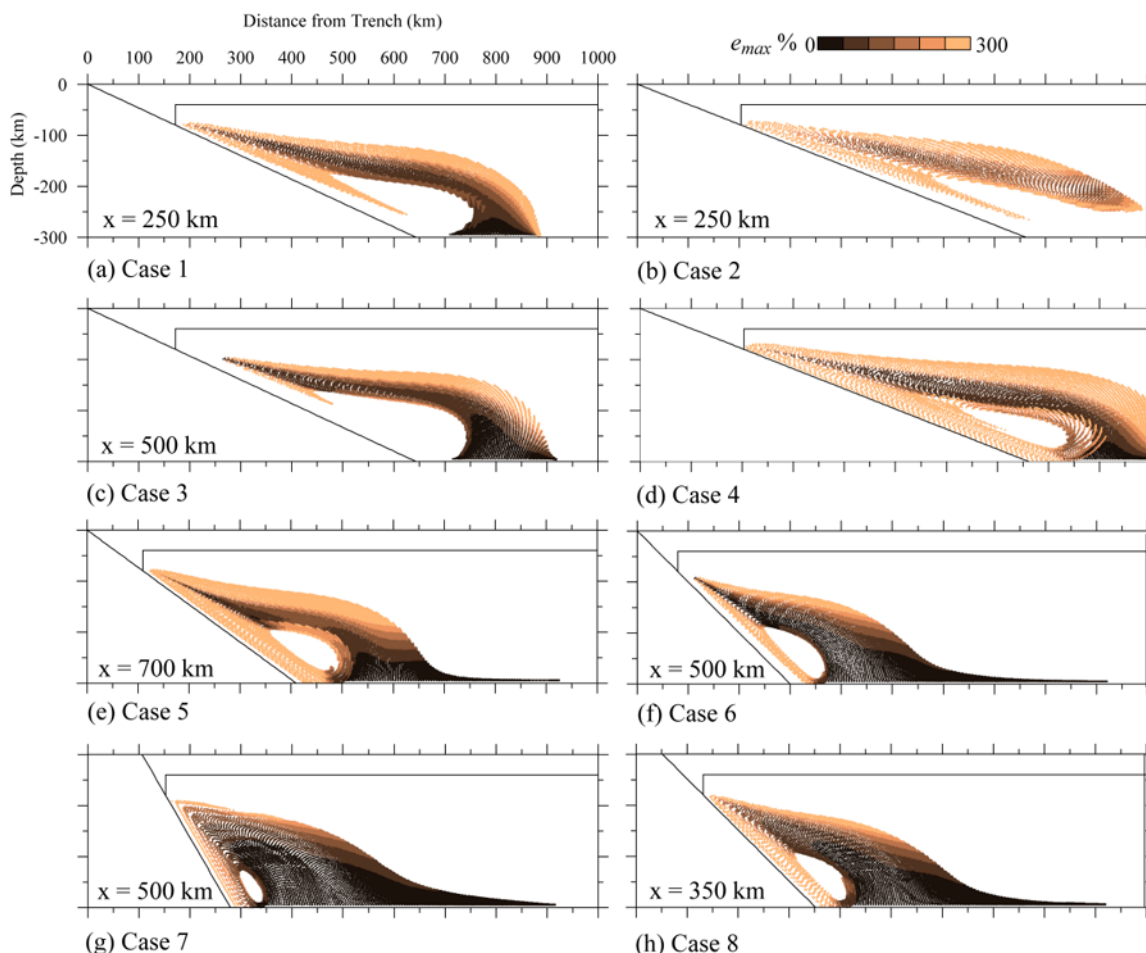 Distance from Trench (km)
e_max % 0 300
0 100 200 300 400 500 600 700 800 900 1000
Depth (km)
0
-100
-200
-300
x = 250 km
x = 250 km
(a) Case 1
(b) Case 2
x = 500 km
(c) Case 3
(d) Case 4
x = 700 km
x = 500 km
(e) Case 5
(f) Case 6
x = 500 km
x = 350 km
(g) Case 7
(h) Case 8